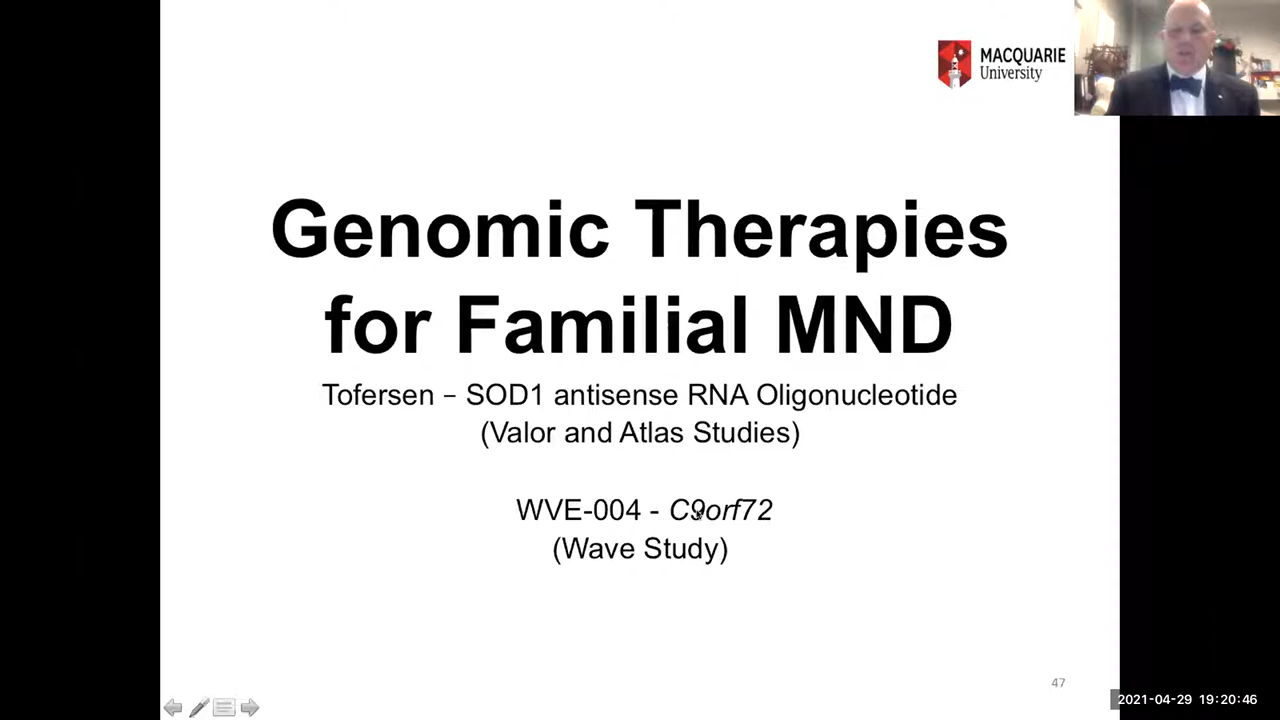 MACQUARIE
University
Genomic Therapies
for Familial MND
Tofersen – SOD1 antisense RNA Oligonucleotide
(Valor and Atlas Studies)
WVE-004 - C9orf72
(Wave Study)
47
2021-04-29 19:20:46